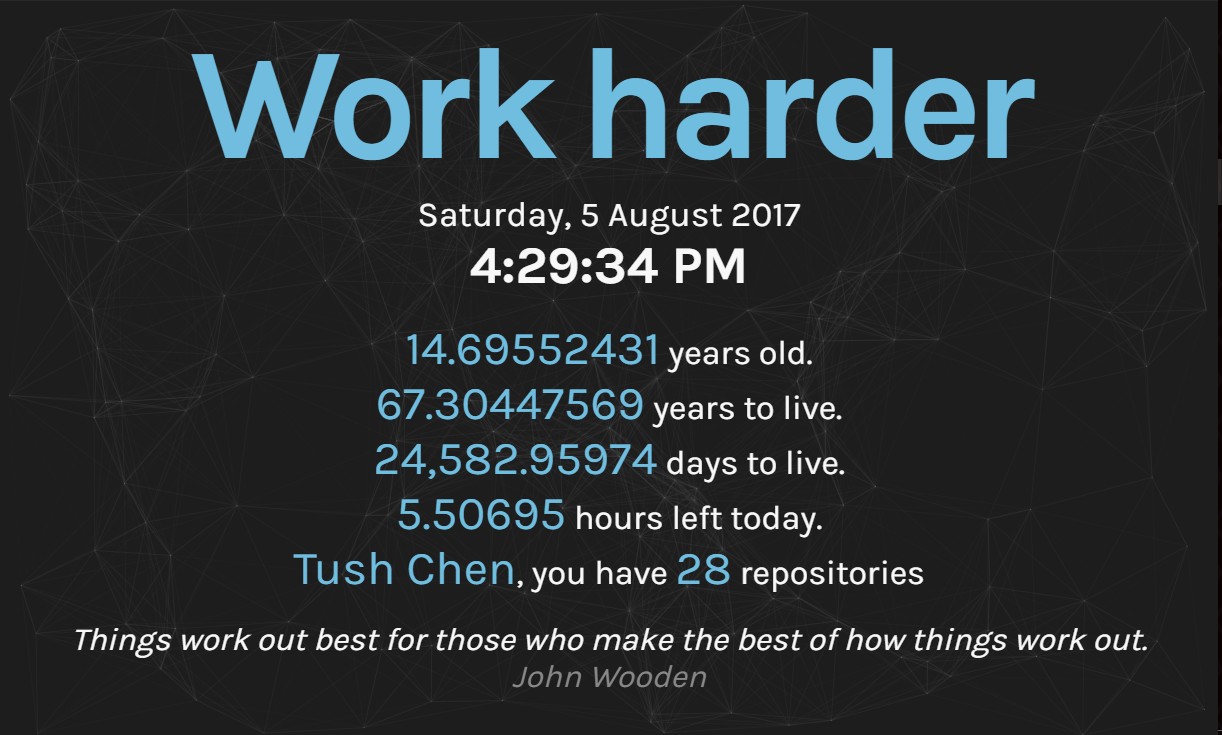 Work harder
Saturday, 5 August 2017
4:29:34 PM
14.69552431 years old.
67.30447569 years to live.
24,582.95974 days to live.
5.50695 hours left today.
Tush Chen, you have 28 repositories
Things work out best for those who make the best of how things work out.
John Wooden